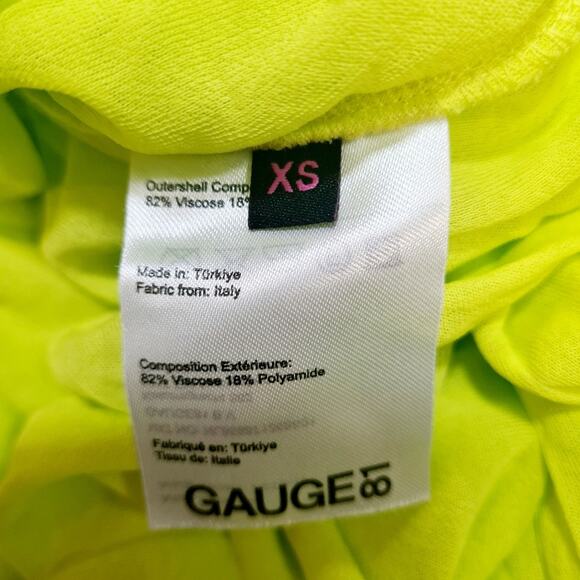 XS
Outershell Comp
82% Viscose 18%
Made in: Türkiye
Fabric from: Italy
Composition Extérieure:
82% Viscose 18% Polyamide
Fabriqué en: Türkiye
Tissu de: Italie
GAUGE81